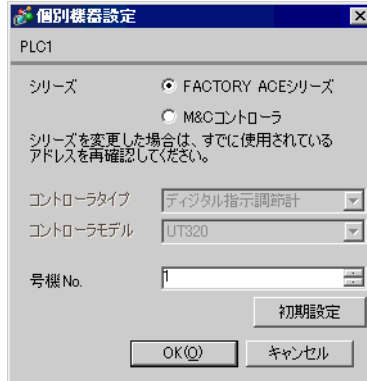 個別機器設定
PLC1
シリーズ
FACTORY ACEシリーズ
M&Cコントローラ
シリーズを変更した場合は、すでに使用されている
アドレスを再確認してください。
コントローラタイプ ディジタル指示調節計
コントローラモデル UT320
号機No. 1
初期設定
OK(O) キャンセル